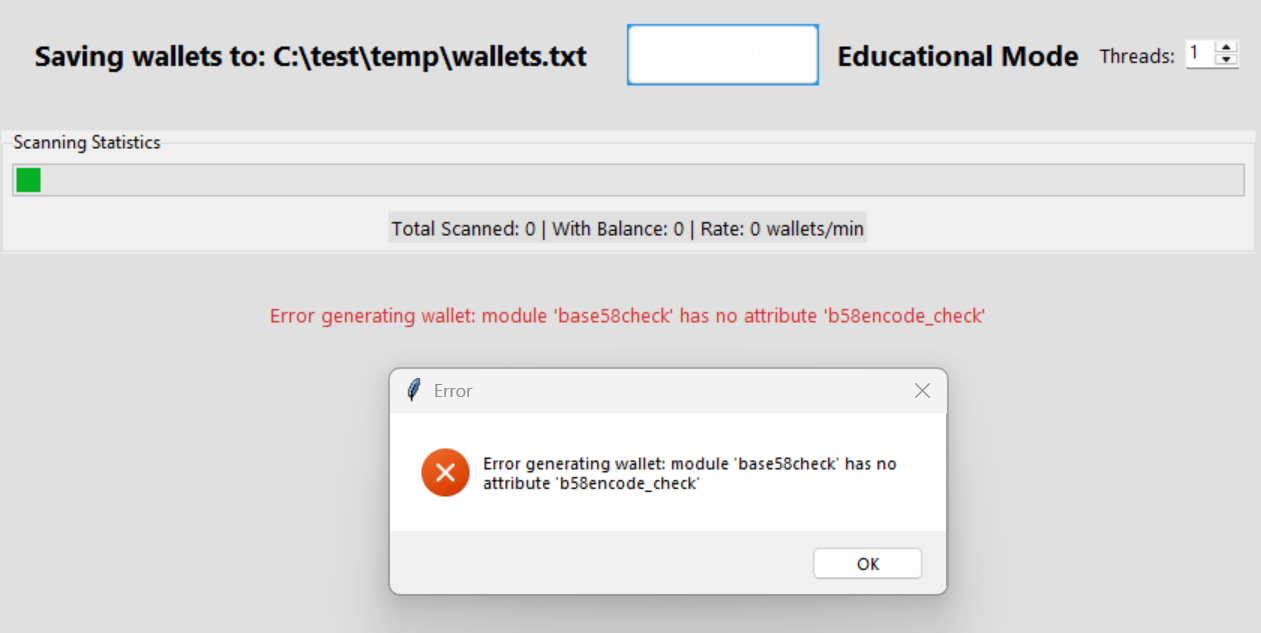 Saving wallets to: C:\test\temp\wallets.txt
Educational Mode
Threads: 1
Scanning Statistics
Total Scanned: 0 | With Balance: 0 | Rate: 0 wallets/min
Error generating wallet: module 'base58check' has no attribute 'b58encode_check'
Error
Error generating wallet: module 'base58check' has no
attribute 'b58encode_check'
OK